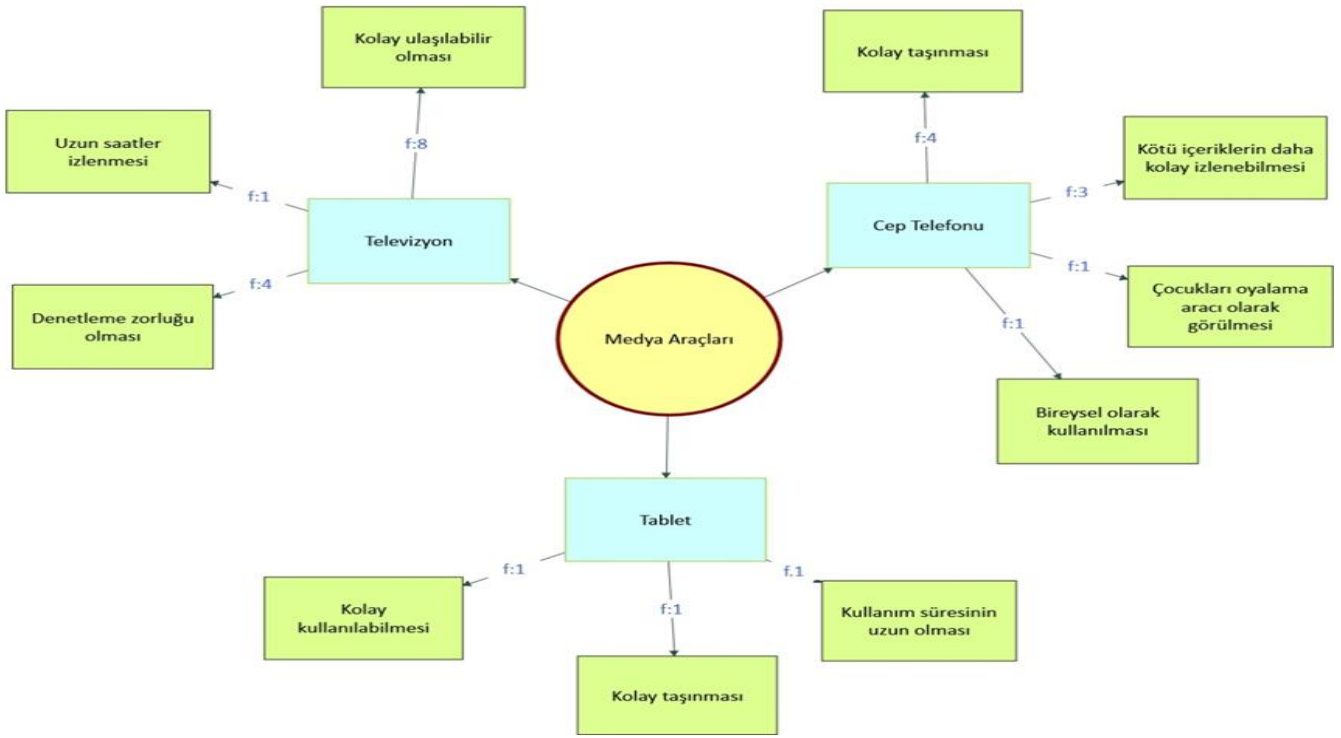 Kolay ulaşılabilir
olması
Kolay taşınması
Uzun saatler
izlenmesi
f:8
f:4
Kötü içeriklerin daha
kolay izlenebilmesi
f:1
f:3
Televizyon
Cep Telefonu
f:4
f:1
Denetleme zorluğu
olması
Çocukları oyalama
aracı olarak
görülmesi
f:1
Medya Araçları
Bireysel olarak
kullanılması
Tablet
f:1
f:1
f.1
Kolay
kullanılabilmesi
Kullanım süresinin
uzun olması
Kolay taşınması